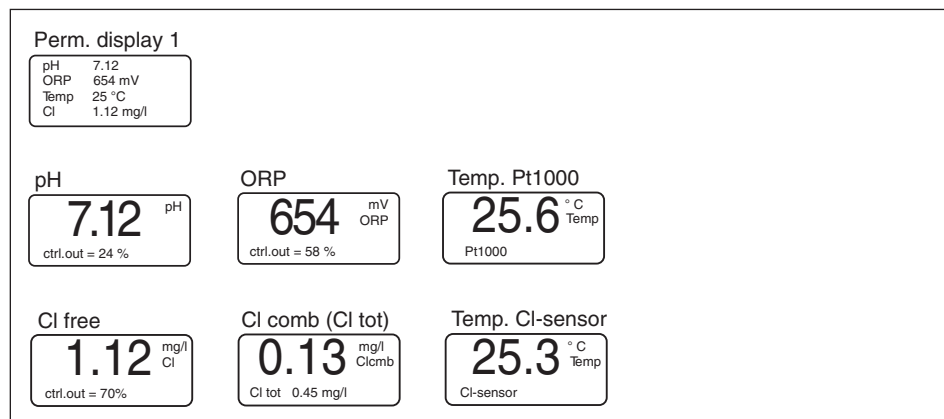 Perm. display 1
pH 7.12
ORP 654 mV
Temp 25 °C
Cl 1.12 mg/l
pH
7.12 pH
ctrl.out = 24 %
ORP
654 mV
ORP
ctrl.out = 58 %
Temp. Pt1000
25.6 °C
Temp
Pt1000
Cl free
1.12 mg/l
Cl
ctrl.out = 70%
Cl comb (Cl tot)
0.13 mg/l
Clcmb
Cl tot 0.45 mg/l
Temp. Cl-sensor
25.3 °C
Temp
Cl-sensor